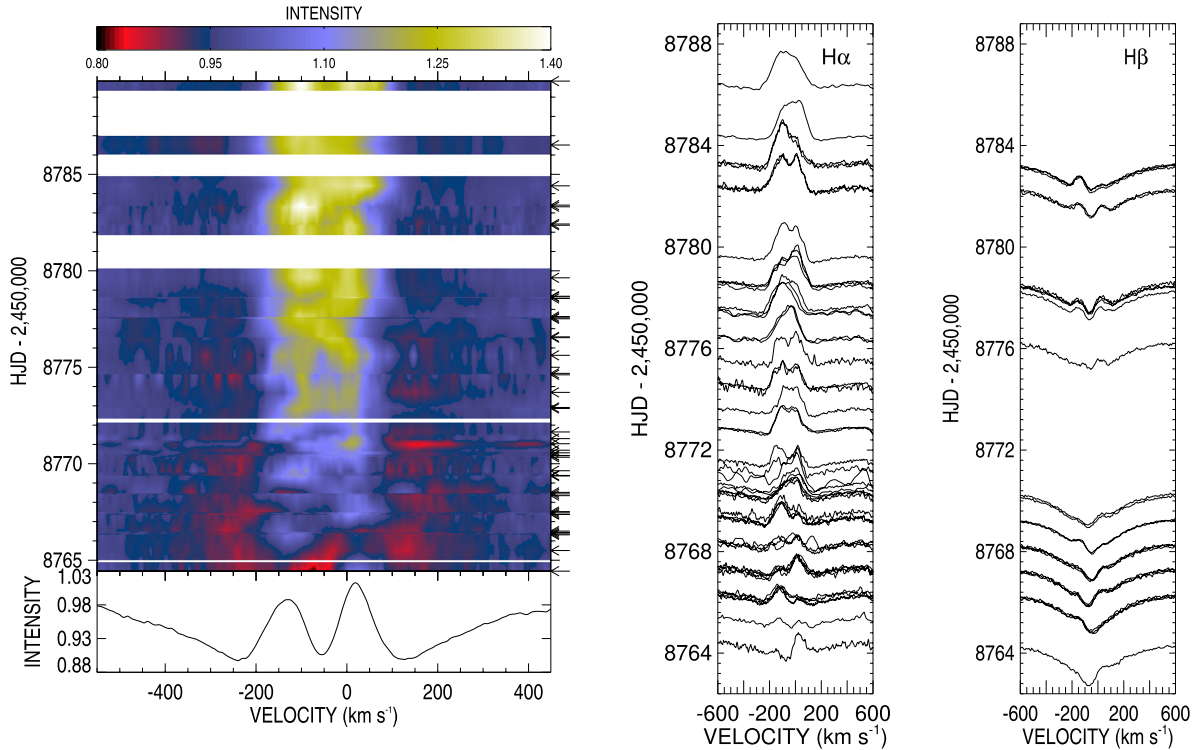 INTENSITY
0.80 0.95 1.10 1.25 1.40
HJD - 2,450,000
8785
8780
8775
8770
8765
INTENSITY
1.03
0.98
0.93
0.88
-400 -200 0 200 400
VELOCITY (km s-1)
Hα
HJD - 2,450,000
8788
8784
8780
8776
8772
8768
8764
-600 -200 200 600
VELOCITY (km s-1)
Hβ
HJD - 2,450,000
8788
8784
8780
8776
8772
8768
8764
-600 -200 200 600
VELOCITY (km s-1)